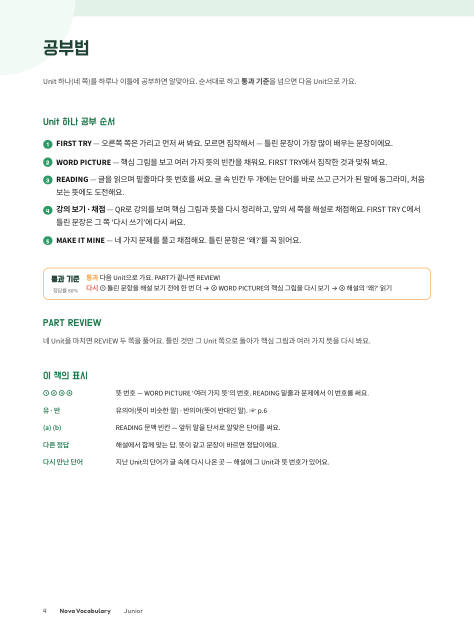 공부법
Unit 하나(네 쪽)를 하루나 이틀에 공부하면 알맞아요. 순서대로 하고 통과 기준을 넘으면 다음 Unit으로 가요.
Unit 하나 공부 순서
1 FIRST TRY — 오른쪽 쪽은 가리고 먼저 써 봐요. 모르면 짐작해서 — 틀린 문장이 가장 많이 배우는 문장이에요.
2 WORD PICTURE — 핵심 그림을 보고 여러 가지 뜻의 빈칸을 채워요. FIRST TRY에서 짐작한 것과 맞춰 봐요.
3 READING — 글을 읽으며 밑줄마다 뜻 번호를 써요. 글 속 빈칸 두 개에는 단어를 바로 쓰고 근거가 된 말에 동그라미, 처음
보는 뜻에도 도전해요.
4 강의 보기 · 채점 — QR로 강의를 보며 핵심 그림과 뜻을 다시 정리하고, 앞의 세 쪽을 해설로 채점해요. FIRST TRY C에서
틀린 문장은 그 쪽 ‘다시 쓰기’에 다시 써요.
5 MAKE IT MINE — 네 가지 문제를 풀고 채점해요. 틀린 문항은 ‘왜?’를 꼭 읽어요.
통과 기준
정답률 80%
통과 다음 Unit으로 가요. PART가 끝나면 REVIEW!
다시 ① 틀린 문항을 해설 보기 전에 한 번 더 → ② WORD PICTURE의 핵심 그림을 다시 보기 → ③ 해설의 ‘왜?’ 읽기
PART REVIEW
네 Unit을 마치면 REVIEW 두 쪽을 풀어요. 틀린 것만 그 Unit 쪽으로 돌아가 핵심 그림과 여러 가지 뜻을 다시 봐요.
이 책의 표시
① ② ③ ④ 뜻 번호 — WORD PICTURE ‘여러 가지 뜻’의 번호. READING 밑줄과 문제에서 이 번호를 써요.
유 · 반 유의어(뜻이 비슷한 말) · 반의어(뜻이 반대인 말). ☞ p.6
(a) (b) READING 문맥 빈칸 — 앞뒤 말을 단서로 알맞은 단어를 써요.
다른 정답 해설에서 함께 맞는 답. 뜻이 같고 문장이 바르면 정답이에요.
다시 만난 단어 지난 Unit의 단어가 글 속에 다시 나온 곳 — 해설에 그 Unit과 뜻 번호가 있어요.
4 Nova Vocabulary Junior